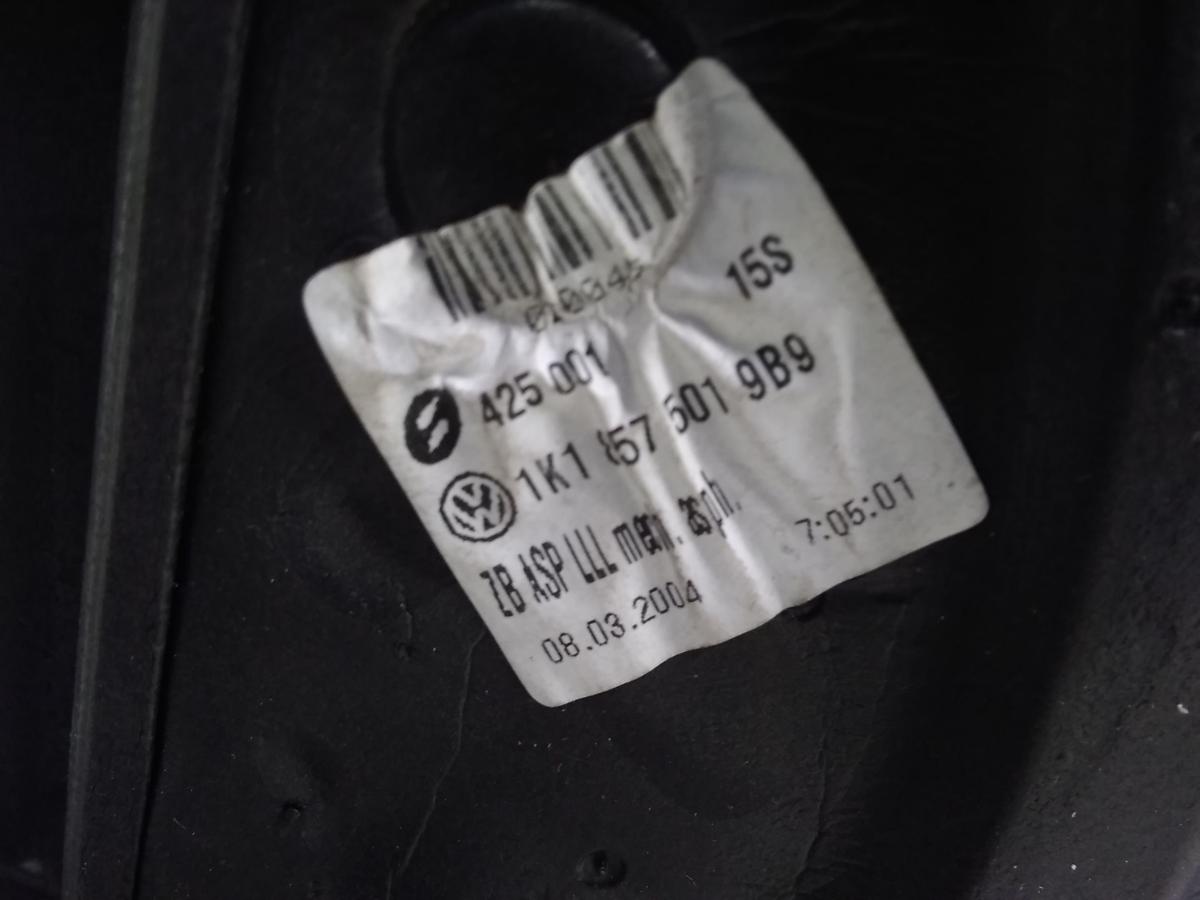 15S
425 001
1K1 857 501 9B9
ZB ASP LLL mem. asph.
08.03.2004 7:05:01